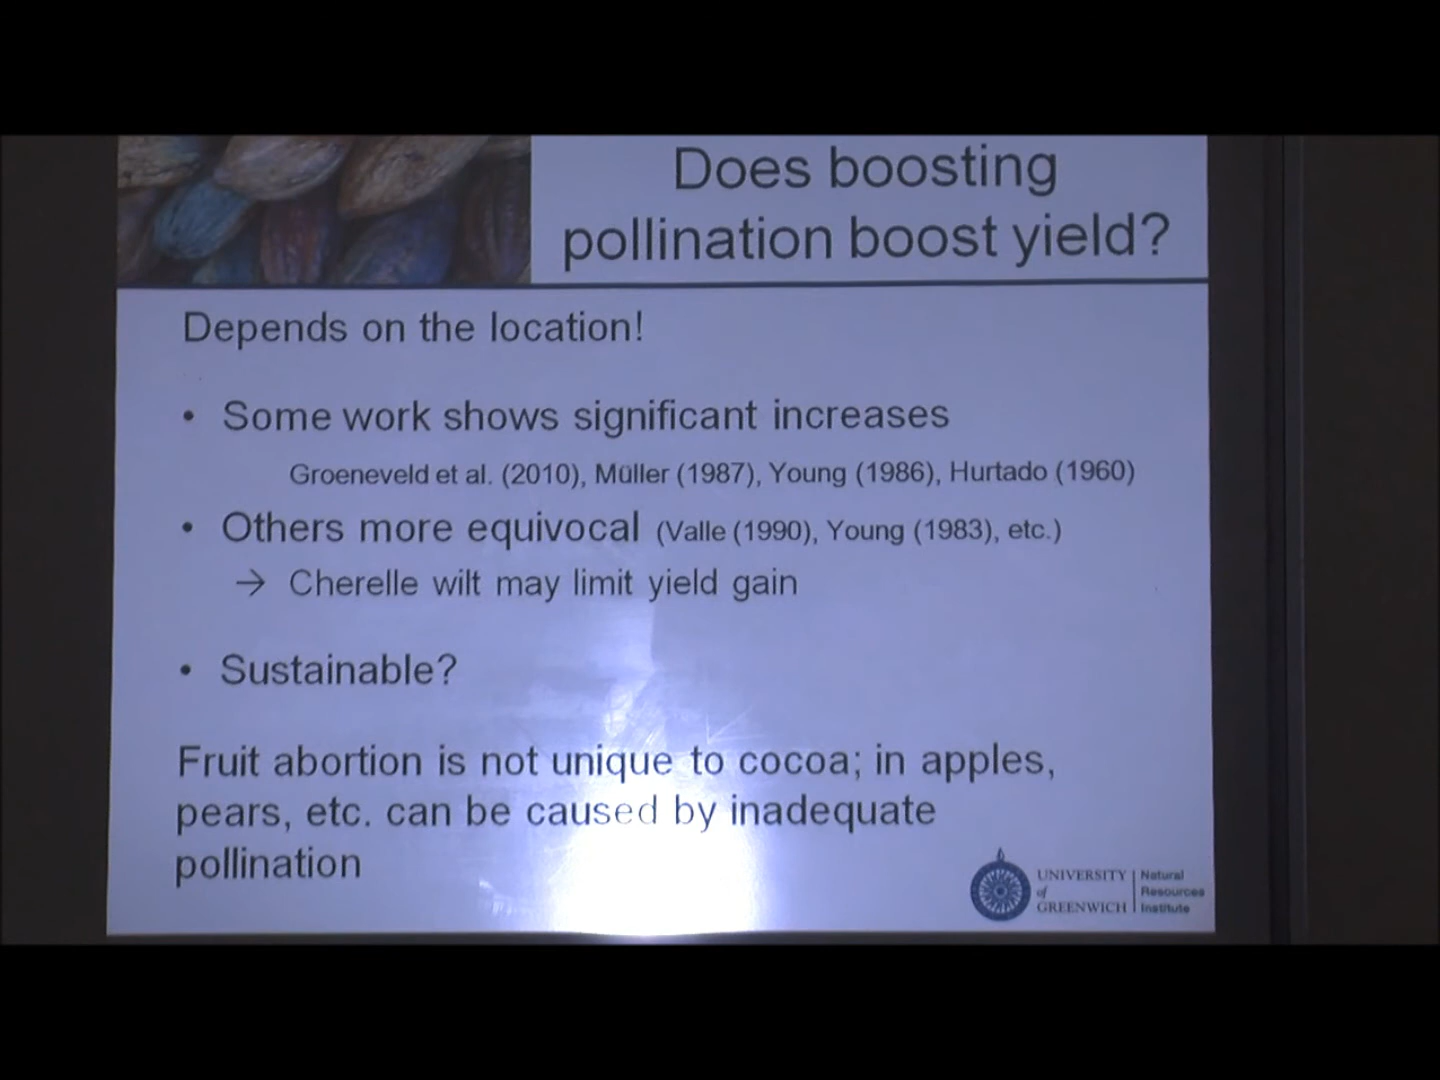 Does boosting
pollination boost yield?
Depends on the location!
• Some work shows significant increases
Groeneveld et al. (2010), Müller (1987), Young (1986), Hurtado (1960)
• Others more equivocal (Valle (1990), Young (1983), etc.)
→ Cherelle wilt may limit yield gain
• Sustainable?
Fruit abortion is not unique to cocoa; in apples,
pears, etc. can be caused by inadequate
pollination
UNIVERSITY
of
GREENWICH
Natural
Resources
Institute